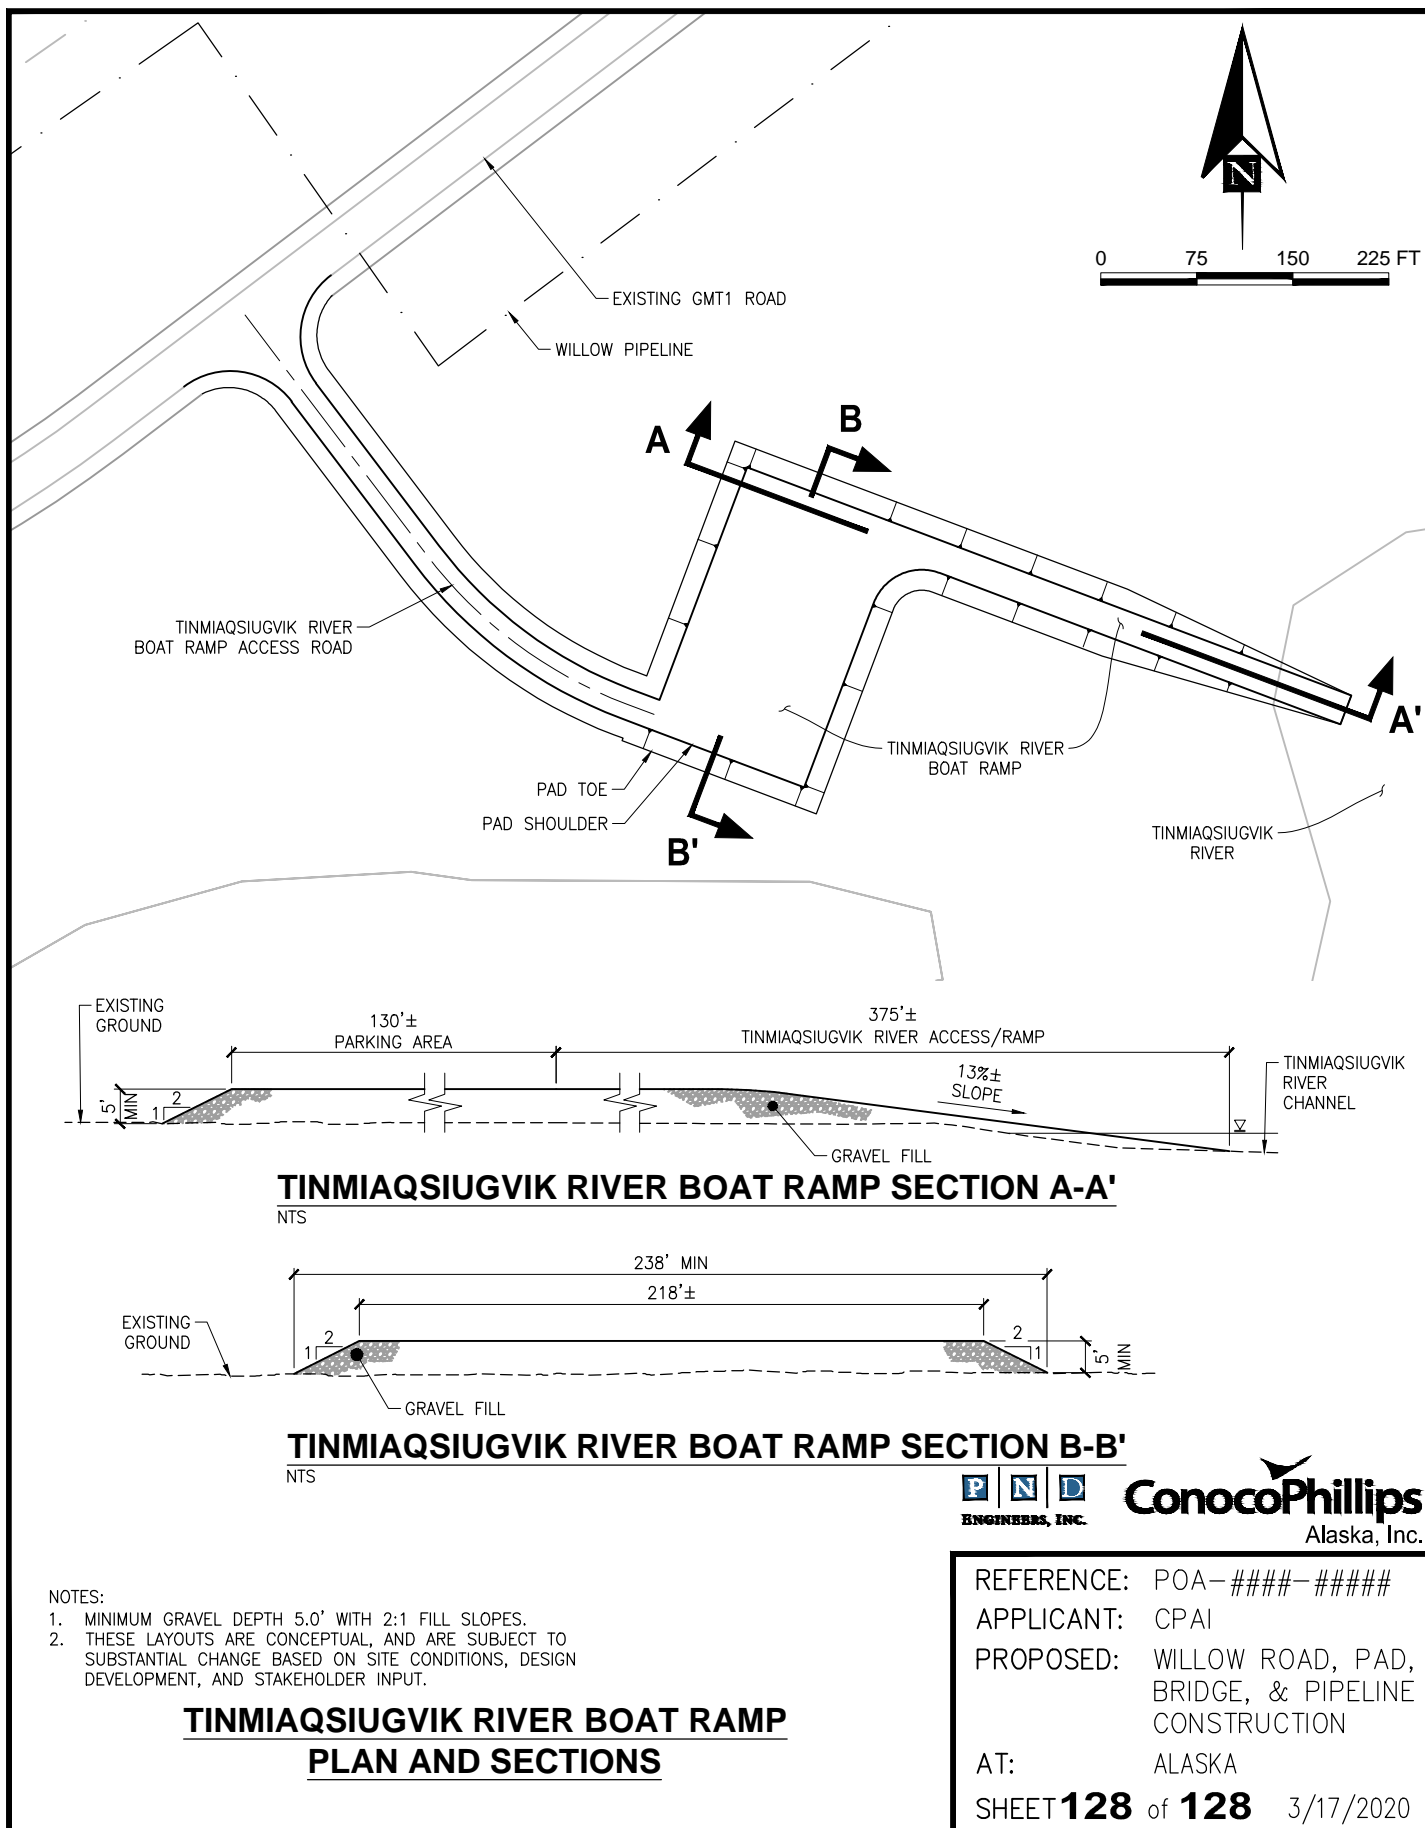 N
0 75 150 225 FT
EXISTING GMT1 ROAD
WILLOW PIPELINE
A
B
TINMIAQSIUGVIK RIVER
BOAT RAMP ACCESS ROAD
A'
TINMIAQSIUGVIK RIVER
BOAT RAMP
PAD TOE
PAD SHOULDER
B'
TINMIAQSIUGVIK
RIVER
EXISTING
GROUND
130'±
PARKING AREA
375'±
TINMIAQSIUGVIK RIVER ACCESS/RAMP
13%±
SLOPE
TINMIAQSIUGVIK
RIVER
CHANNEL
5'
MIN
1
2
GRAVEL FILL
TINMIAQSIUGVIK RIVER BOAT RAMP SECTION A-A'
NTS
238' MIN
218'±
EXISTING
GROUND
1
2
2
1
5'
MIN
GRAVEL FILL
TINMIAQSIUGVIK RIVER BOAT RAMP SECTION B-B'
NTS
P N D
ENGINEERS, INC.
ConocoPhillips
Alaska, Inc.
NOTES:
1. MINIMUM GRAVEL DEPTH 5.0' WITH 2:1 FILL SLOPES.
2. THESE LAYOUTS ARE CONCEPTUAL, AND ARE SUBJECT TO
SUBSTANTIAL CHANGE BASED ON SITE CONDITIONS, DESIGN
DEVELOPMENT, AND STAKEHOLDER INPUT.
TINMIAQSIUGVIK RIVER BOAT RAMP
PLAN AND SECTIONS
REFERENCE: POA-####-#####
APPLICANT: CPAI
PROPOSED: WILLOW ROAD, PAD,
BRIDGE, & PIPELINE
CONSTRUCTION
AT: ALASKA
SHEET 128 of 128 3/17/2020